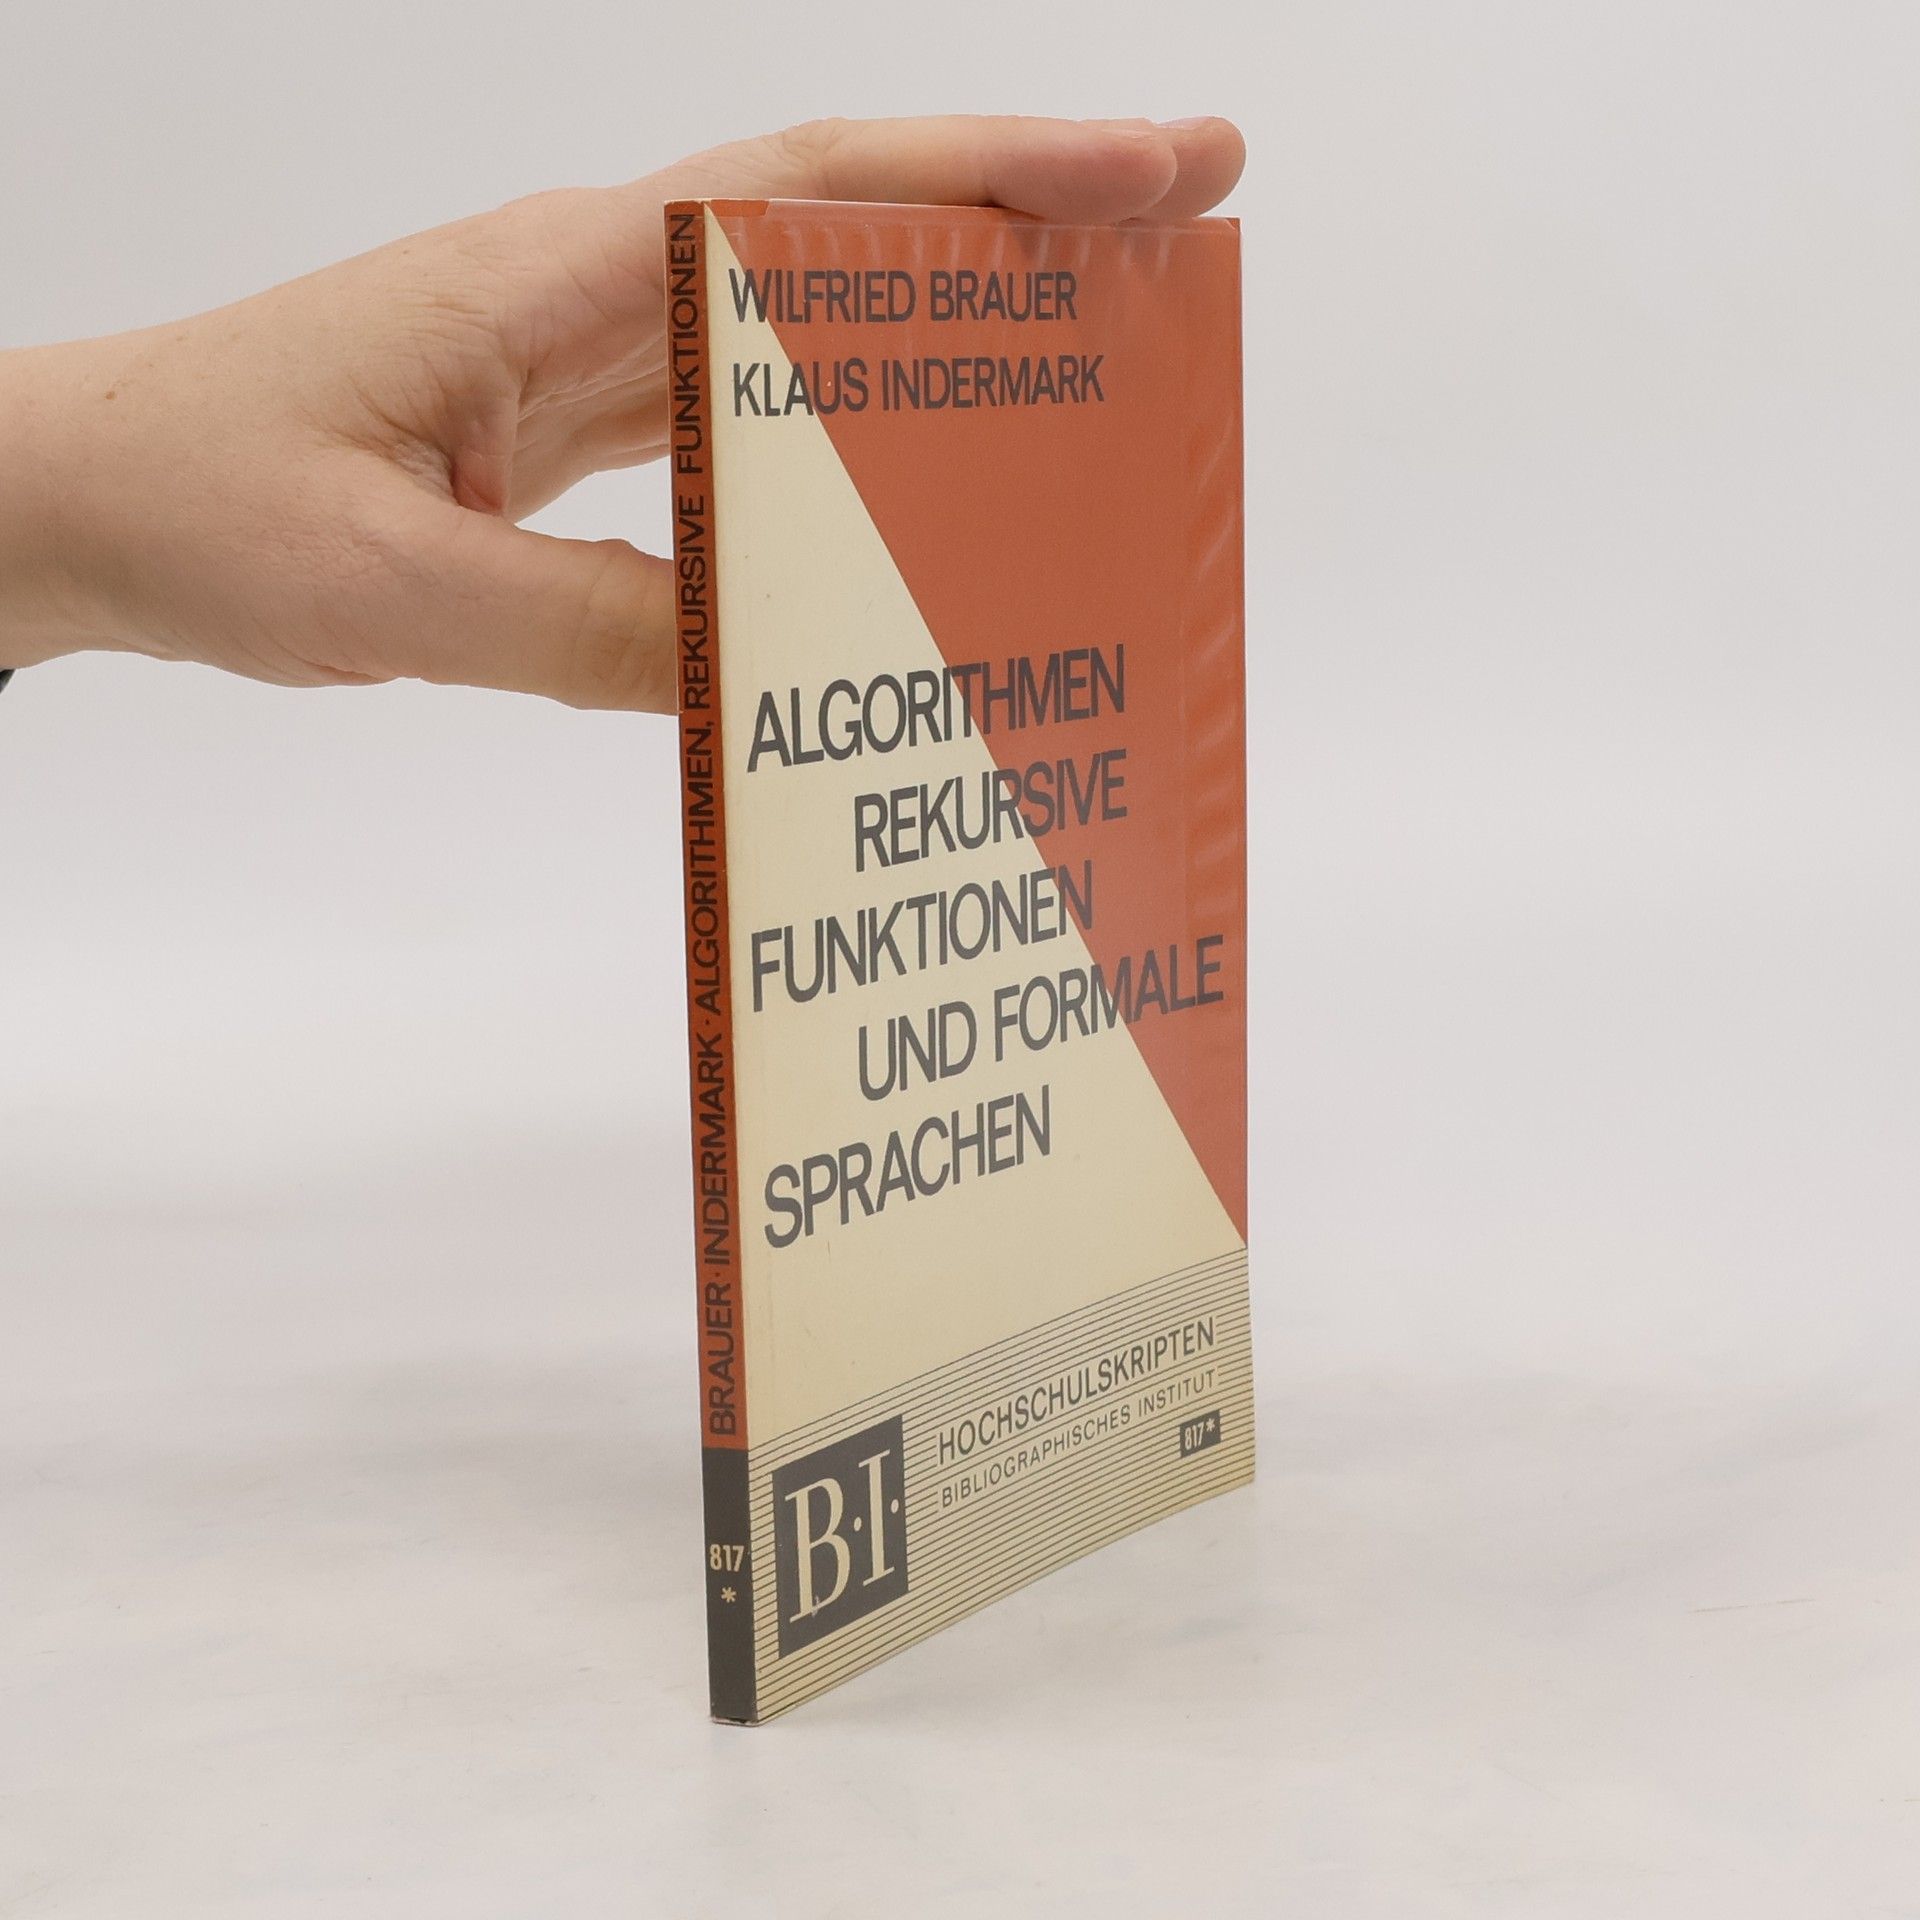 WILFRIED BRAUER
KLAUS INDERMARK
ALGORITHMEN
REKURSIVE
FUNKTIONEN
UND FORMALE
SPRACHEN
HOCHSCHULSKRIPTEN
BIBLIOGRAPHISCHES INSTITUT
817*
B·I·
BRAUER · INDERMARK · ALGORITHMEN, REKURSIVE FUNKTIONEN
817
*